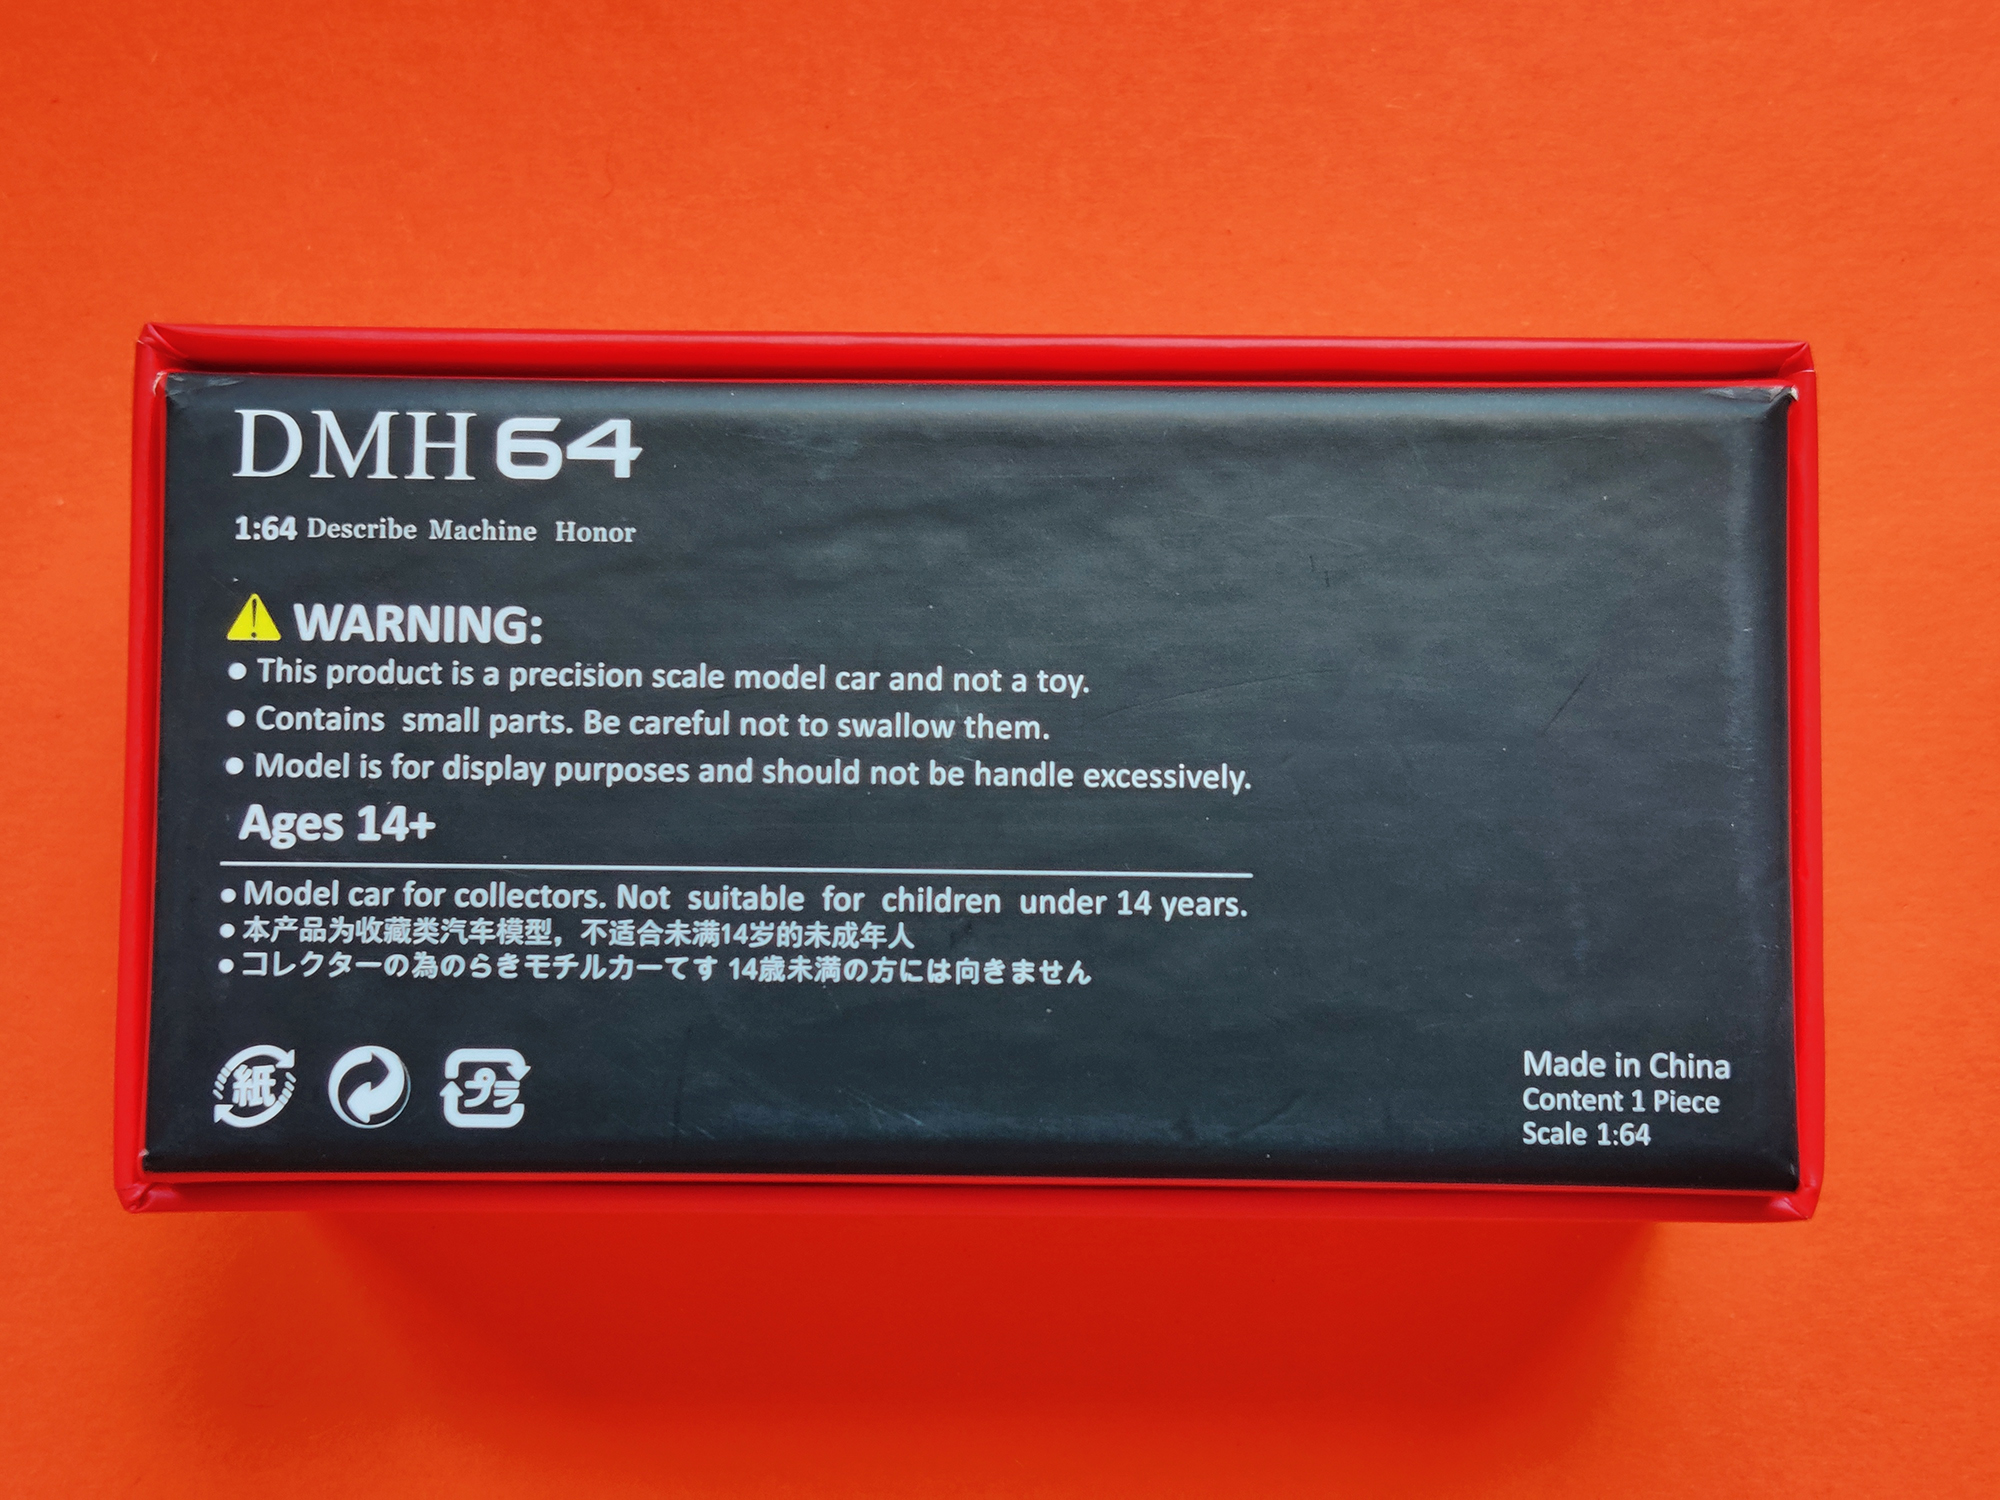 DMH 64
1:64 Describe Machine Honor
WARNING:
● This product is a precision scale model car and not a toy.
● Contains small parts. Be careful not to swallow them.
● Model is for display purposes and should not be handle excessively.
Ages 14+
● Model car for collectors. Not suitable for children under 14 years.
● 本产品为收藏类汽车模型，不适合未满14岁的未成年人
● コレクターの為のらきモチルカーてす 14歳未満の方には向きません
紙
プラ
Made in China
Content 1 Piece
Scale 1:64